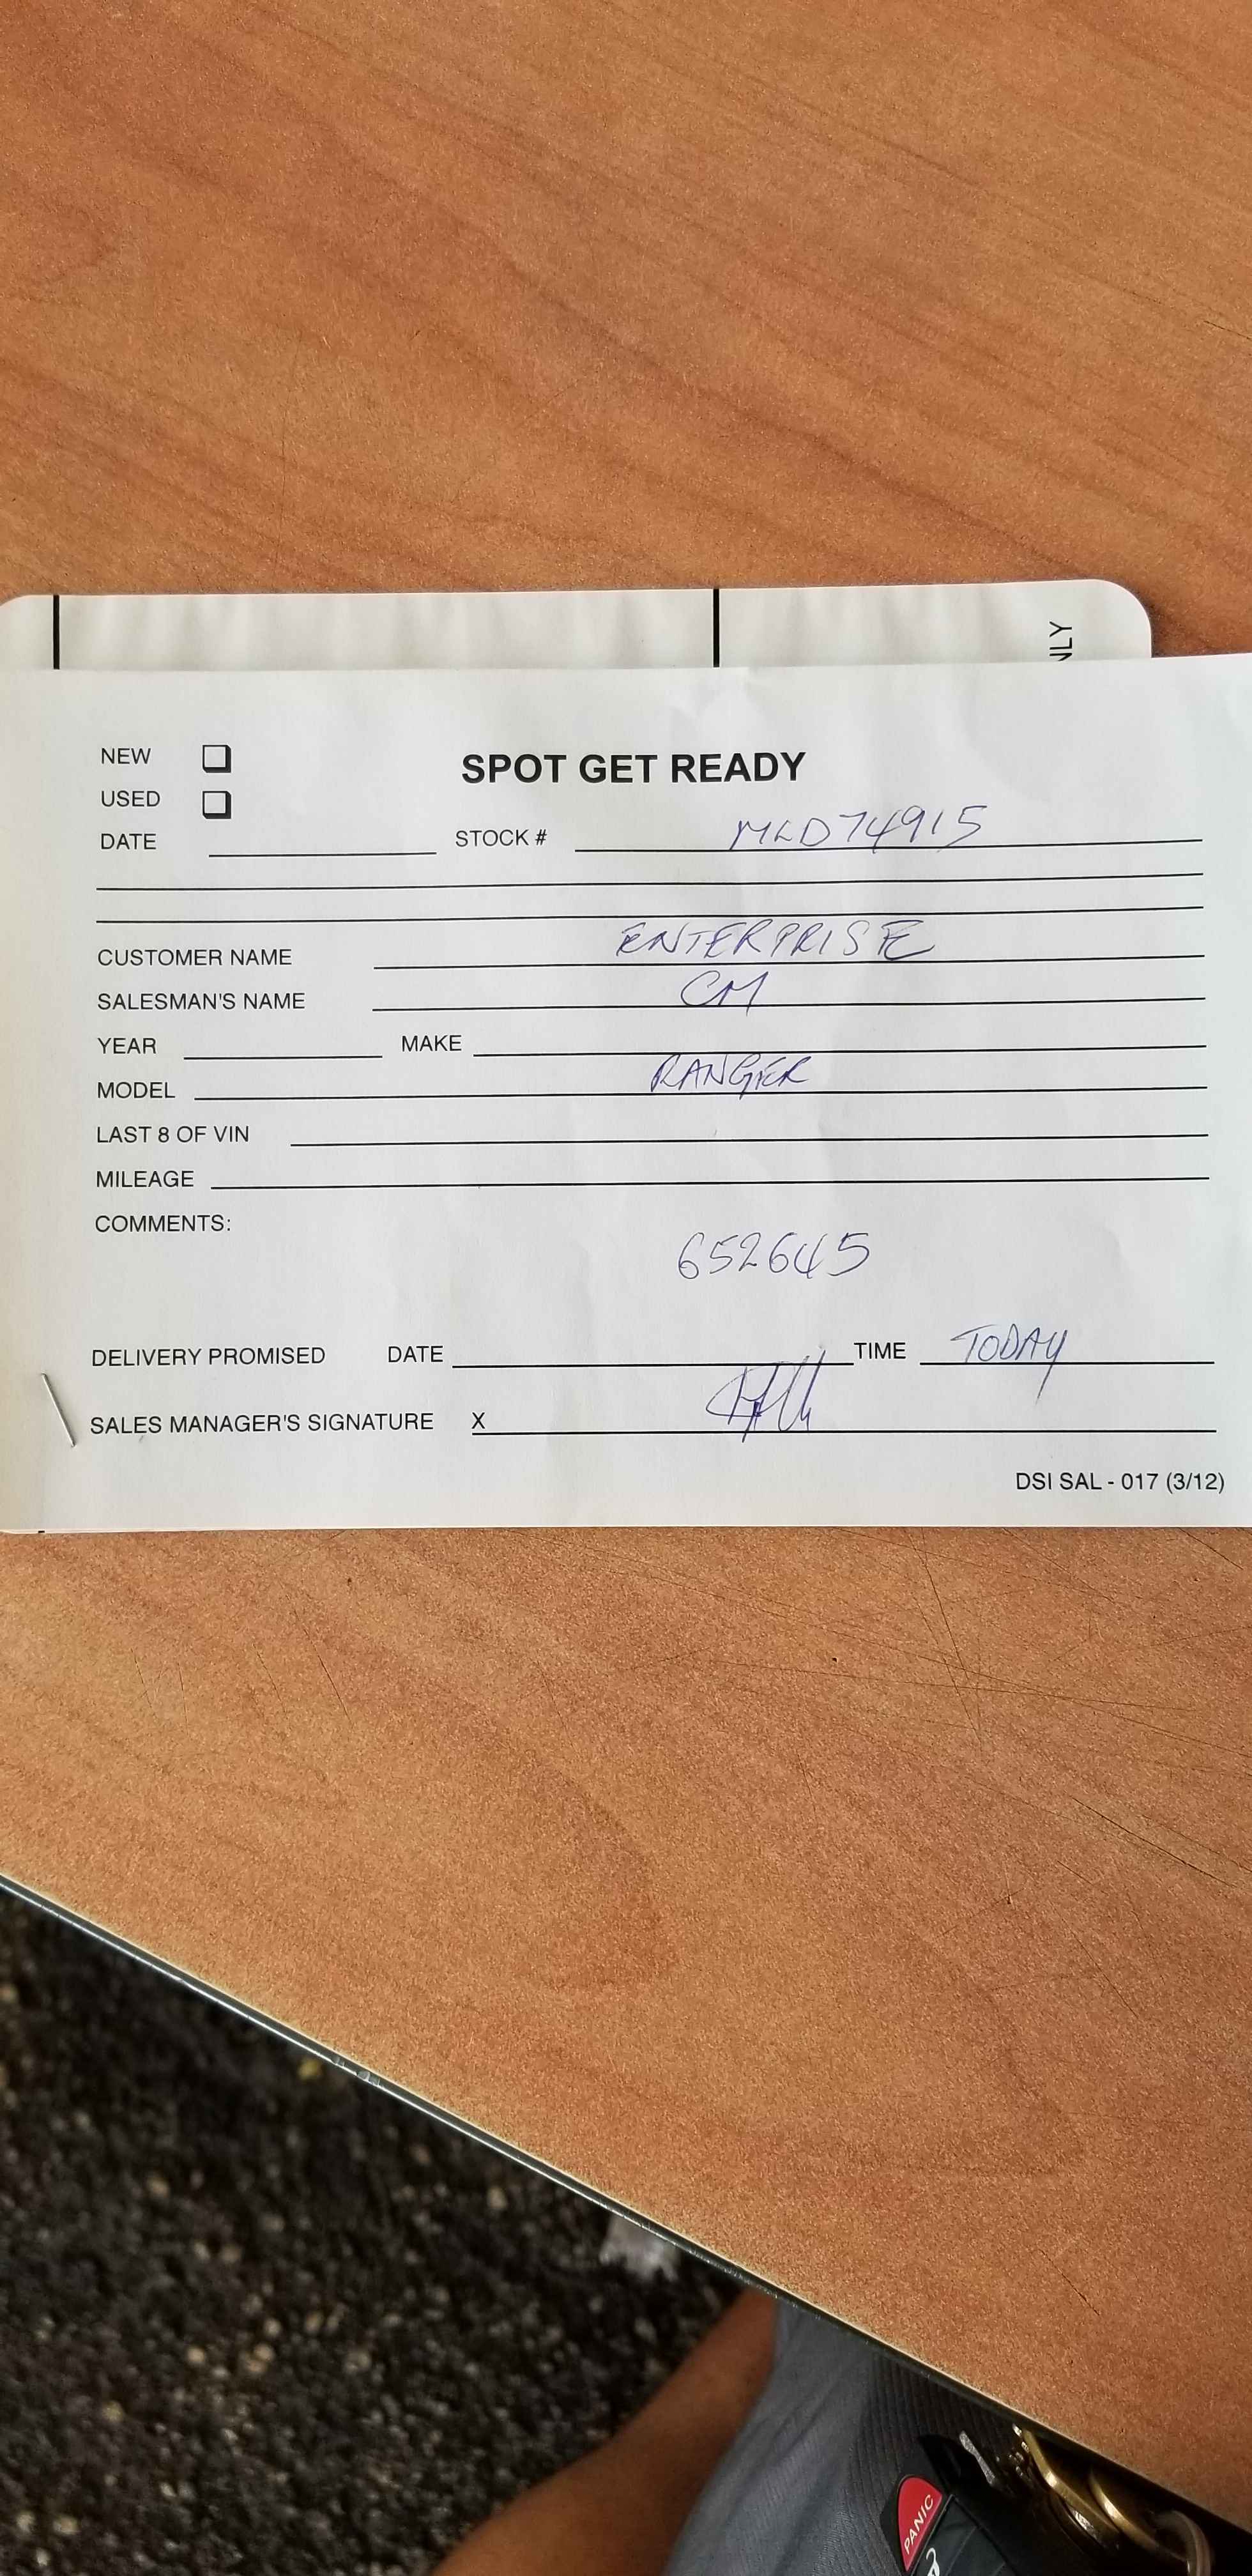 NLY
NEW
SPOT GET READY
USED
DATE STOCK # MLD74915
CUSTOMER NAME ENTERPRISE
SALESMAN'S NAME CM
YEAR MAKE
MODEL RANGER
LAST 8 OF VIN
MILEAGE
COMMENTS:
652645
DELIVERY PROMISED DATE TIME TODAY
SALES MANAGER'S SIGNATURE X
DSI SAL - 017 (3/12)
PANIC